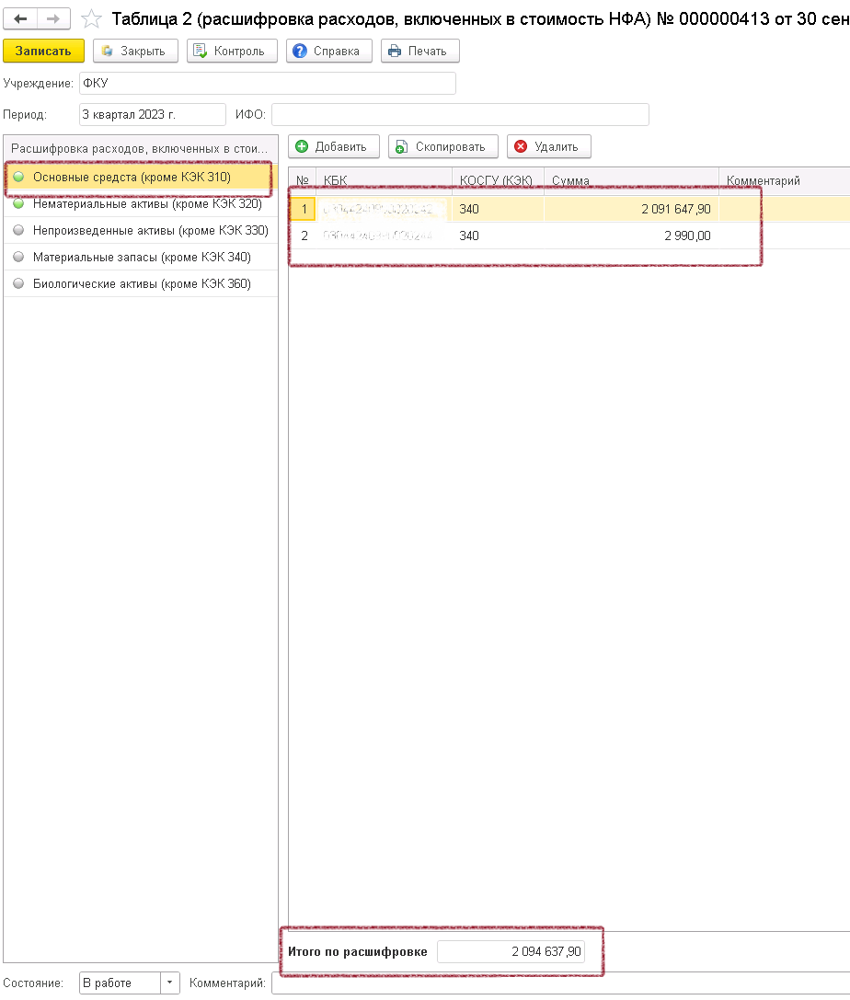 Таблица 2 (расшифровка расходов, включенных в стоимость НФА) № 000000413 от 30 сен
Записать Закрыть Контроль Справка Печать
Учреждение: ФКУ
Период: 3 квартал 2023 г. ИФО:
Расшифровка расходов, включенных в стои...
Основные средста (кроме КЭК 310)
Нематериальные активы (кроме КЭК 320)
Непроизведенные активы (кроме КЭК 330)
Материальные запасы (кроме КЭК 340)
Биологические активы (кроме КЭК 360)
Добавить Скопировать Удалить
№ КБК КОСГУ (КЭК) Сумма Комментарий
1 340 2 091 647,90
2 340 2 990,00
Итого по расшифровке 2 094 637,90
Состояние: В работе Комментарий: